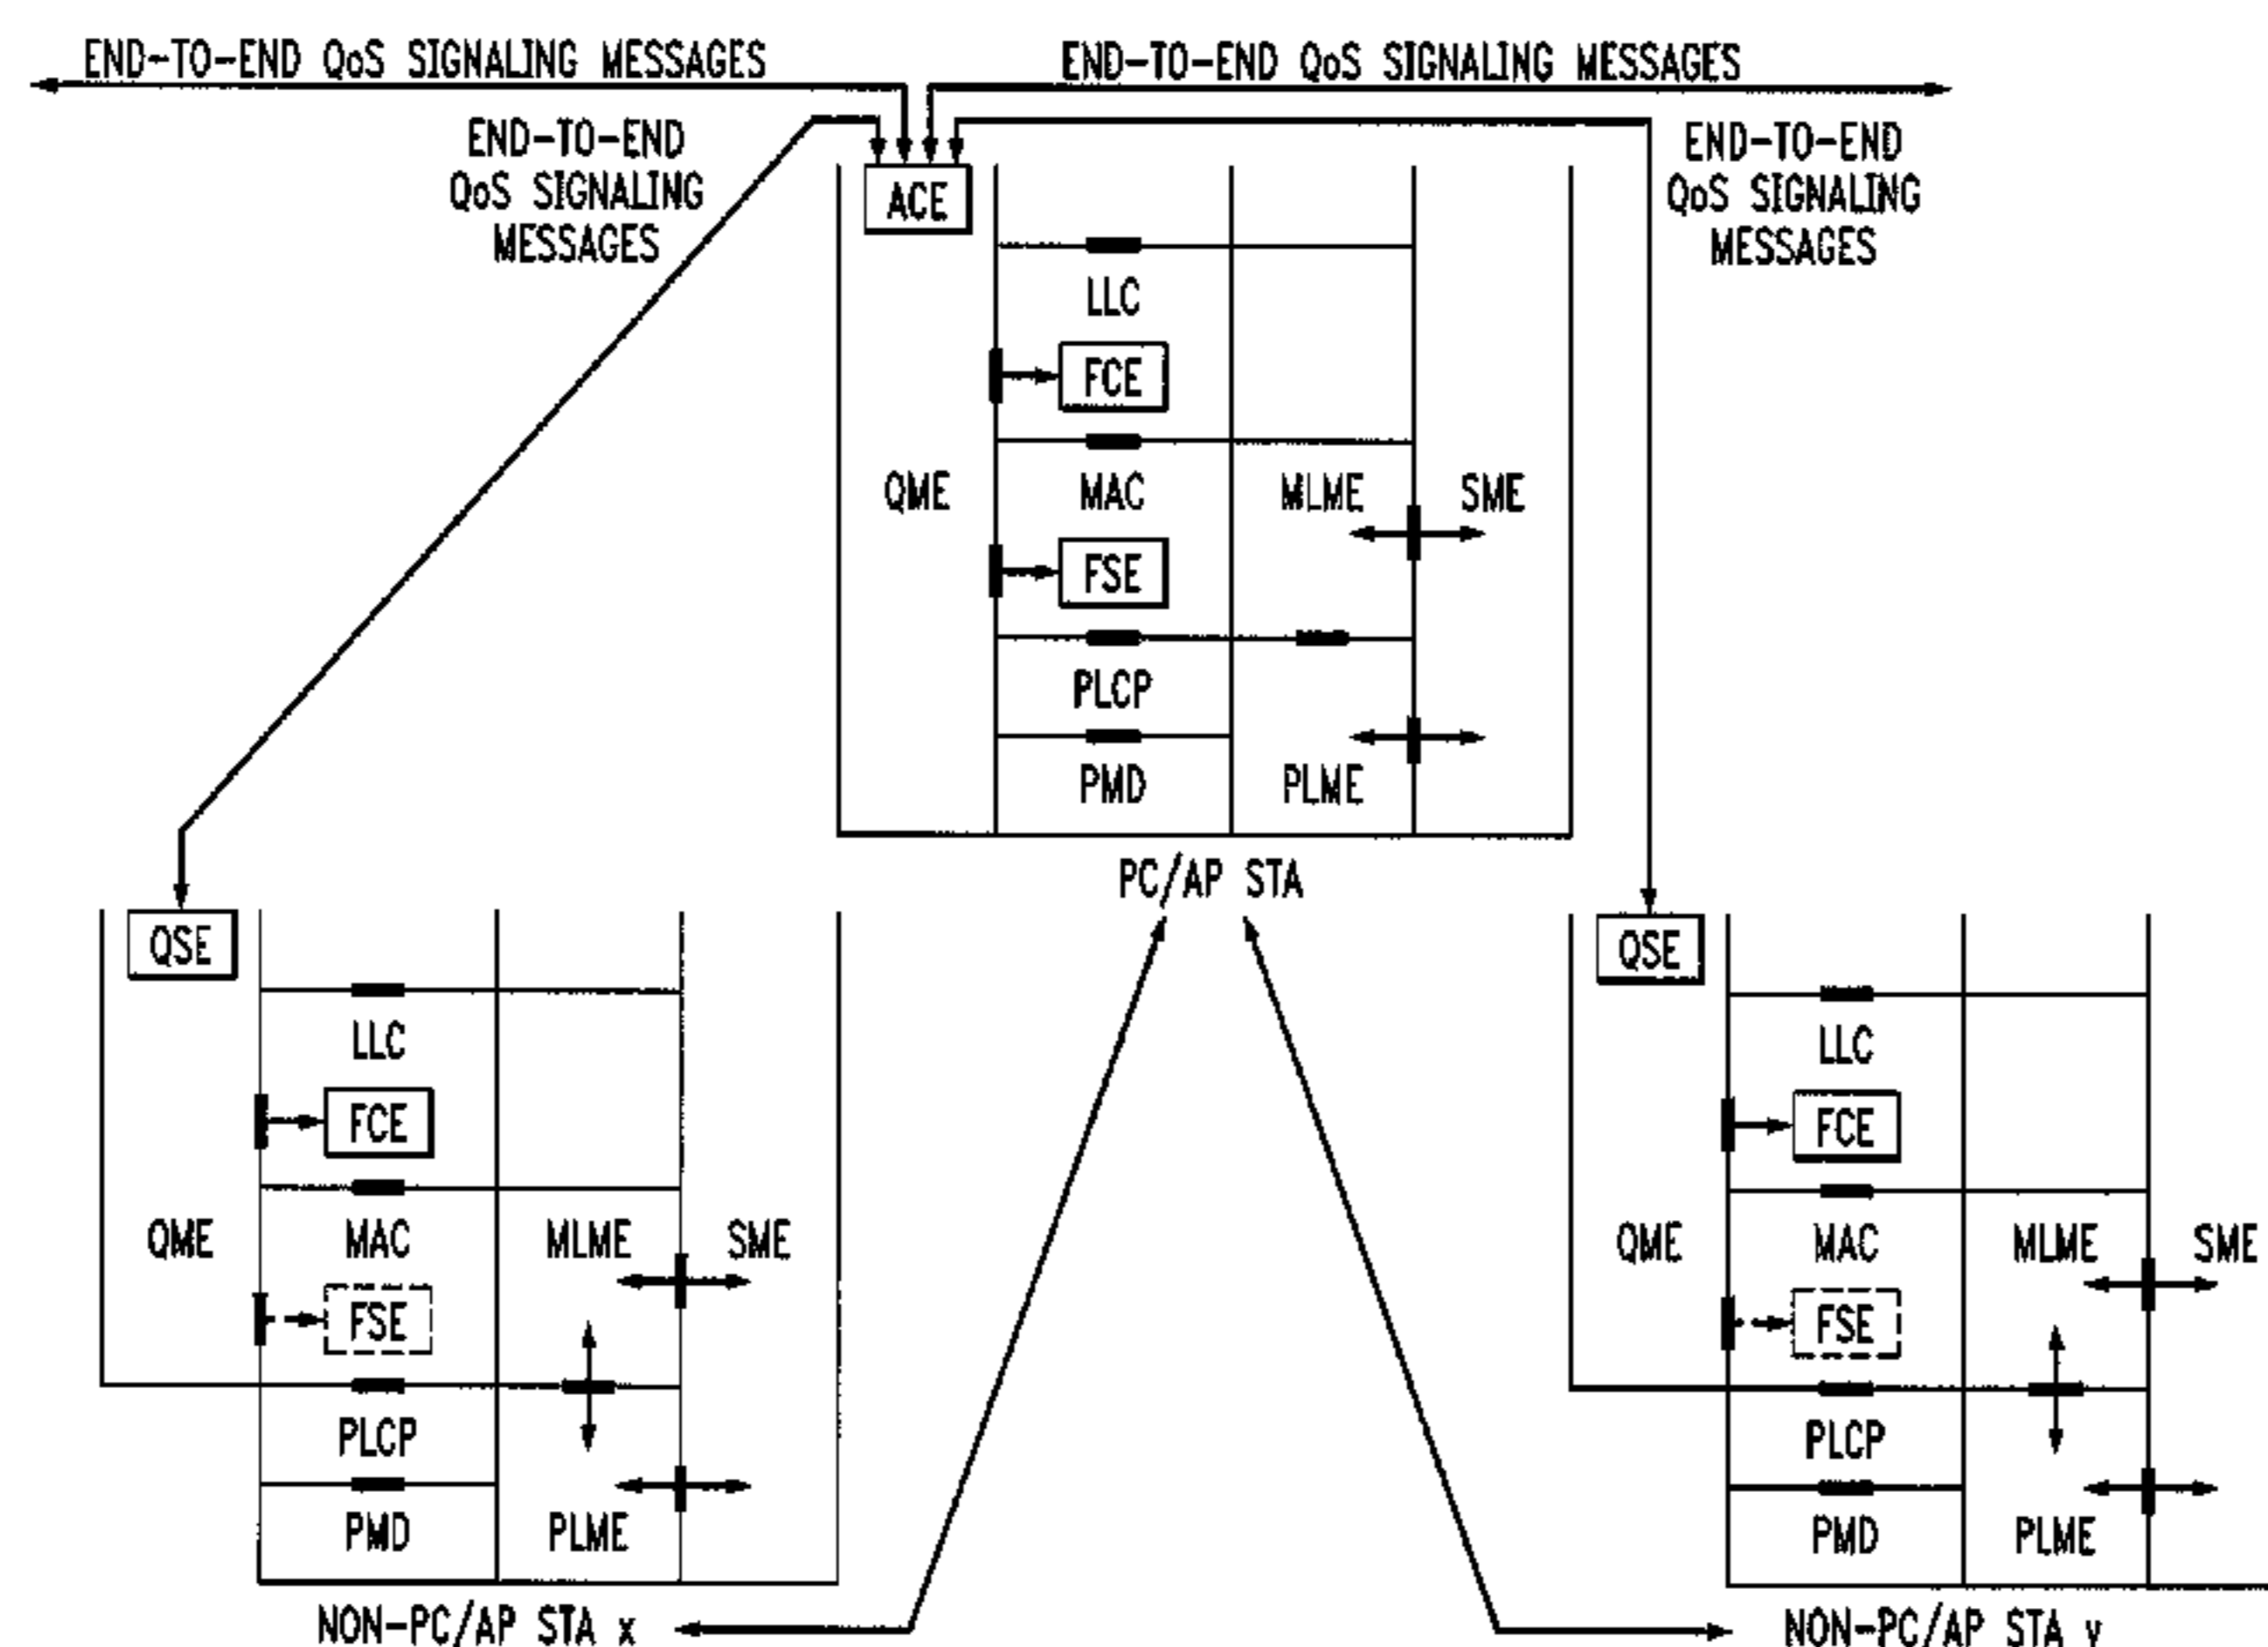 END-TO-END QoS SIGNALING MESSAGES
END-TO-END QoS SIGNALING MESSAGES
END-TO-END
QoS SIGNALING
MESSAGES
END-TO-END
QoS SIGNALING
MESSAGES
ACE
LLC
FCE
QME
MAC
MLME
SME
FSE
PLCP
PMD
PLME
PC/AP STA
QSE
LLC
FCE
QME
MAC
MLME
SME
FSE
PLCP
PMD
PLME
NON-PC/AP STA x
QSE
LLC
FCE
QME
MAC
MLME
SME
FSE
PLCP
PMD
PLME
NON-PC/AP STA